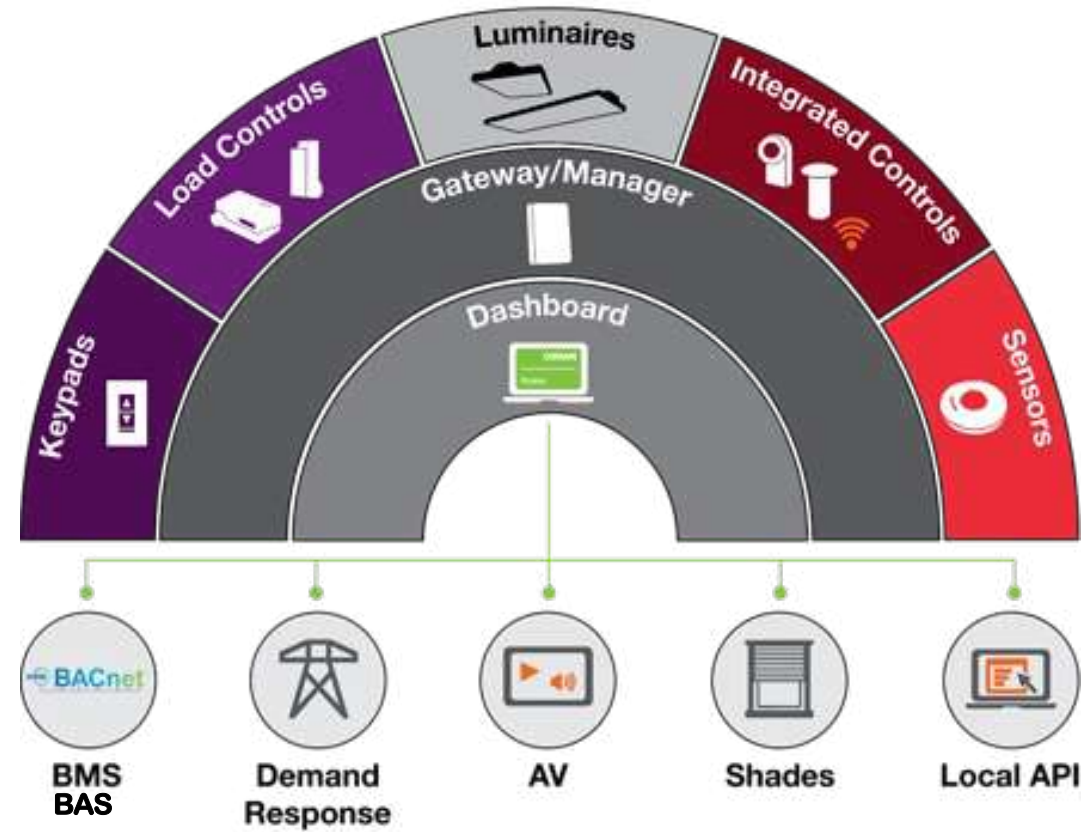 Luminaires
Load Controls
Integrated Controls
Gateway/Manager
Dashboard
OSRAM
Keypads
Sensors
BACnet
BMS
BAS
Demand
Response
AV
Shades
Local API